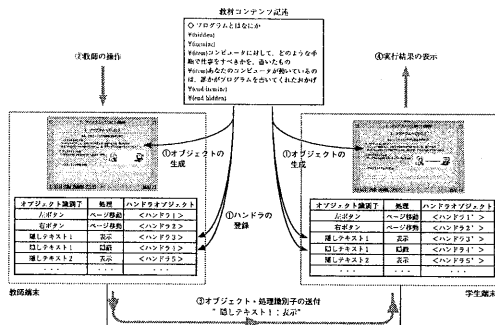 教材コンテンツ記述
◇ プログラムとはなにか
¥{hidden}
¥{itemize}
¥{item}コンピュータに対して、どのような手
順で仕事をすべきかを、書いたもの
¥{item}あなたのコンピュータが動いているの
は、誰かがプログラムを書いてくれたおかげ
¥{end itemize}
¥{end hidden}
②教師の操作
④実行結果の表示
①オブジェクトの
生成
①オブジェクトの
生成
①ハンドラの
登録
オブジェクト識別子 処理 ハンドラオブジェクト
左ボタン ページ移動 <ハンドラ1>
右ボタン ページ移動 <ハンドラ2>
隠しテキスト1 表示 <ハンドラ3>
隠しテキスト1 隠蔽 <ハンドラ4>
隠しテキスト2 表示 <ハンドラ5>
. . . . . . . . .
教師端末
オブジェクト識別子 処理 ハンドラオブジェクト
左ボタン ページ移動 <ハンドラ1'>
右ボタン ページ移動 <ハンドラ2'>
隠しテキスト1 表示 <ハンドラ3'>
隠しテキスト1 隠蔽 <ハンドラ4'>
隠しテキスト2 表示 <ハンドラ5'>
. . . . . . . . .
学生端末
③オブジェクト・処理識別子の送付
"隠しテキスト1：表示"